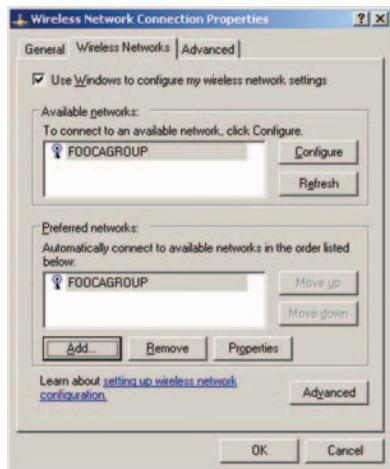 Wireless Network Connection Properties
General Wireless Networks Advanced
Use Windows to configure my wireless network settings
Available networks:
To connect to an available network, click Configure.
FOOCAGROUP
Configure
Refresh
Preferred networks:
Automatically connect to available networks in the order listed
below:
FOOCAGROUP
Move up
Move down
Add... Remove Properties
Learn about setting up wireless network
configuration.
Advanced
OK Cancel